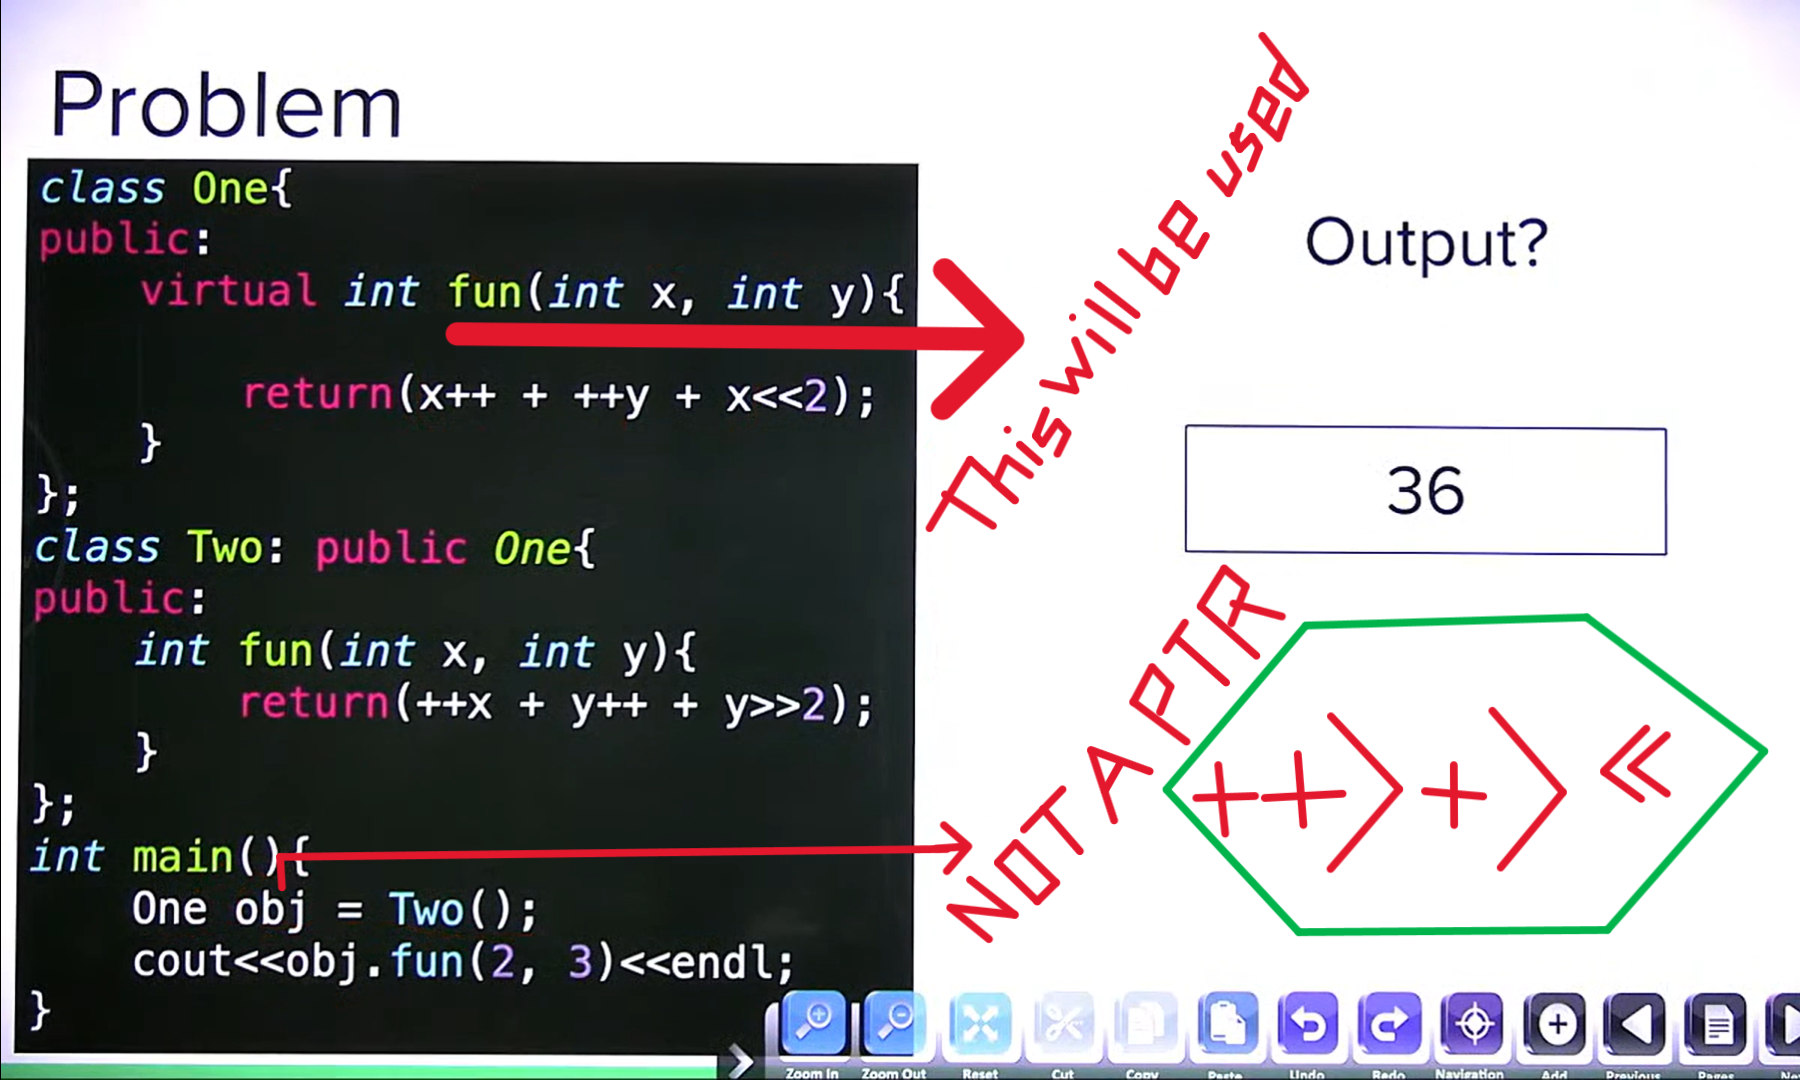 Problem
class One{
public:
virtual int fun(int x, int y){
return(x++ + ++y + x<<2);
}
};
class Two: public One{
public:
int fun(int x, int y){
return(++x + y++ + y>>2);
}
};
int main(){
One obj = Two();
cout<<obj.fun(2, 3)<<endl;
}
This will be used
Output?
36
NOT A PTR
++ > + > <<
Zoom In Zoom Out Reset Cut Copy Paste Undo Redo Navigation Add Previous Pages